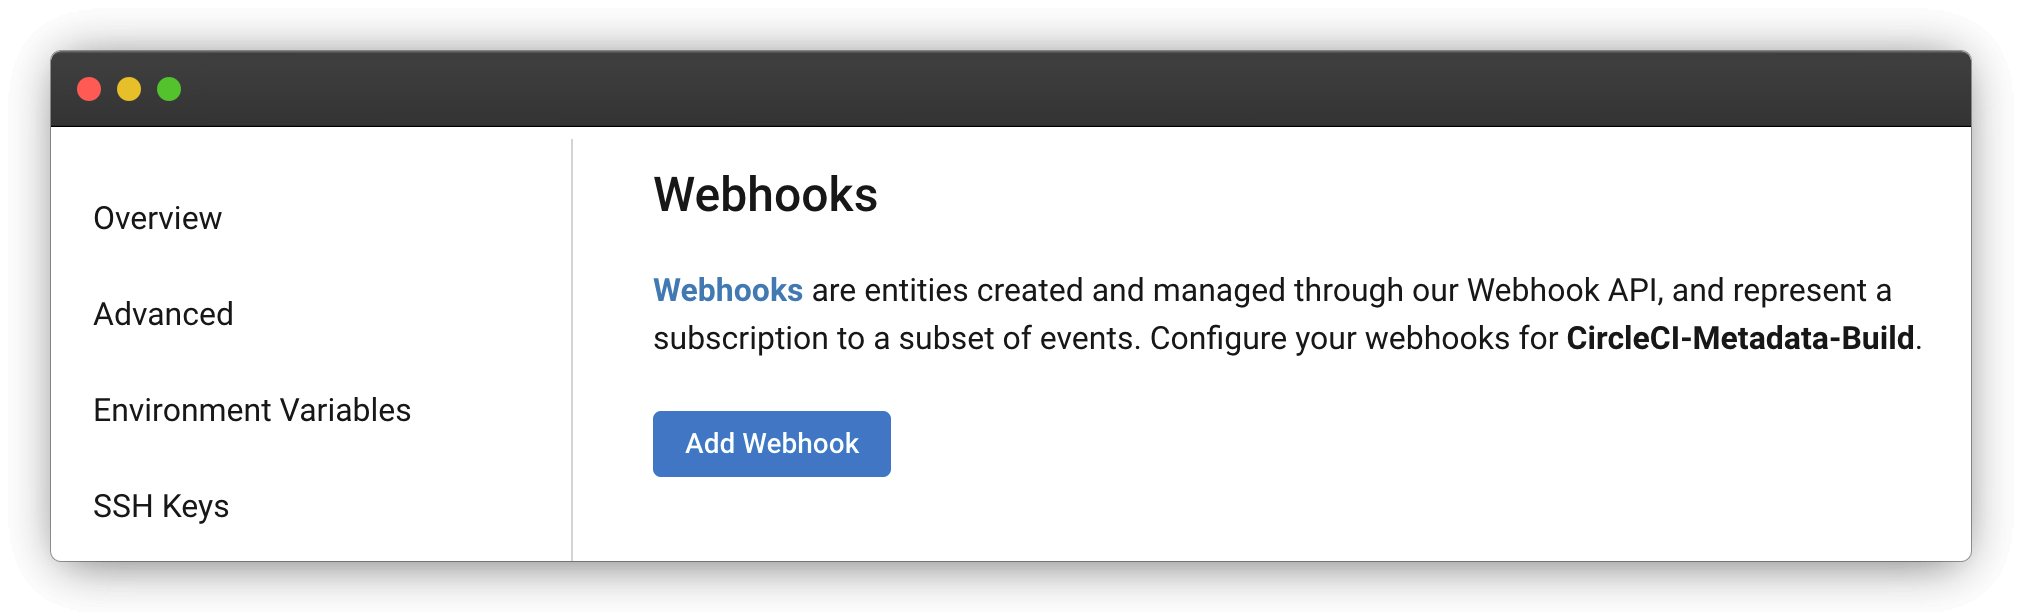 Overview
Advanced
Environment Variables
SSH Keys
Webhooks
Webhooks are entities created and managed through our Webhook API, and represent a
subscription to a subset of events. Configure your webhooks for CircleCI-Metadata-Build.
Add Webhook